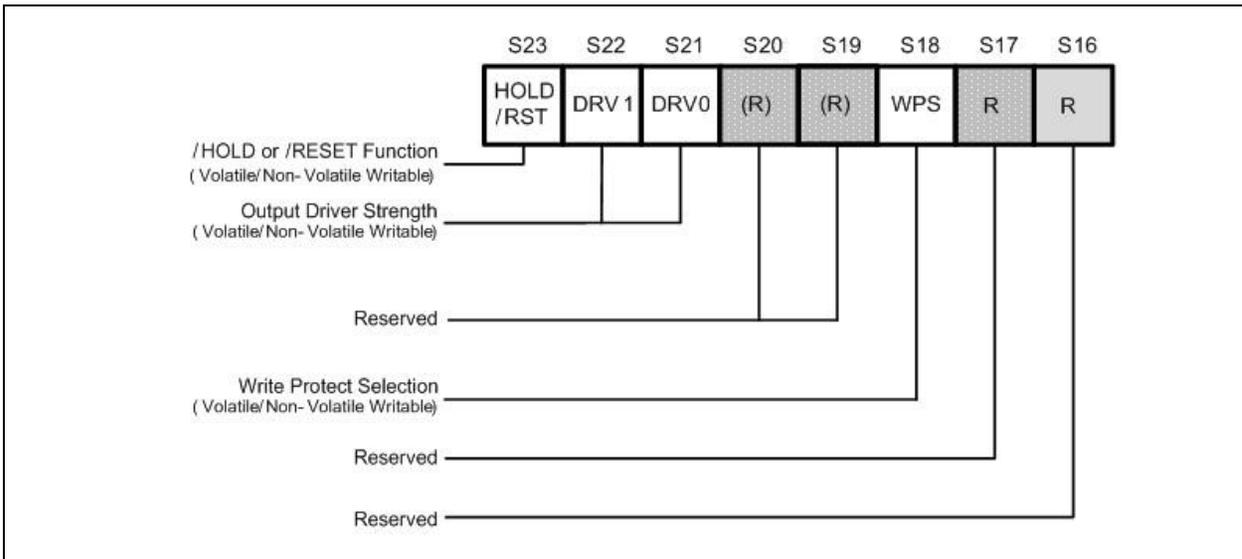 S23 S22 S21 S20 S19 S18 S17 S16
HOLD
/RST
DRV 1 DRV0 (R) (R) WPS R R
/HOLD or /RESET Function
( Volatile/Non- Volatile Writable)
Output Driver Strength
( Volatile/Non- Volatile Writable)
Reserved
Write Protect Selection
( Volatile/Non- Volatile Writable)
Reserved
Reserved